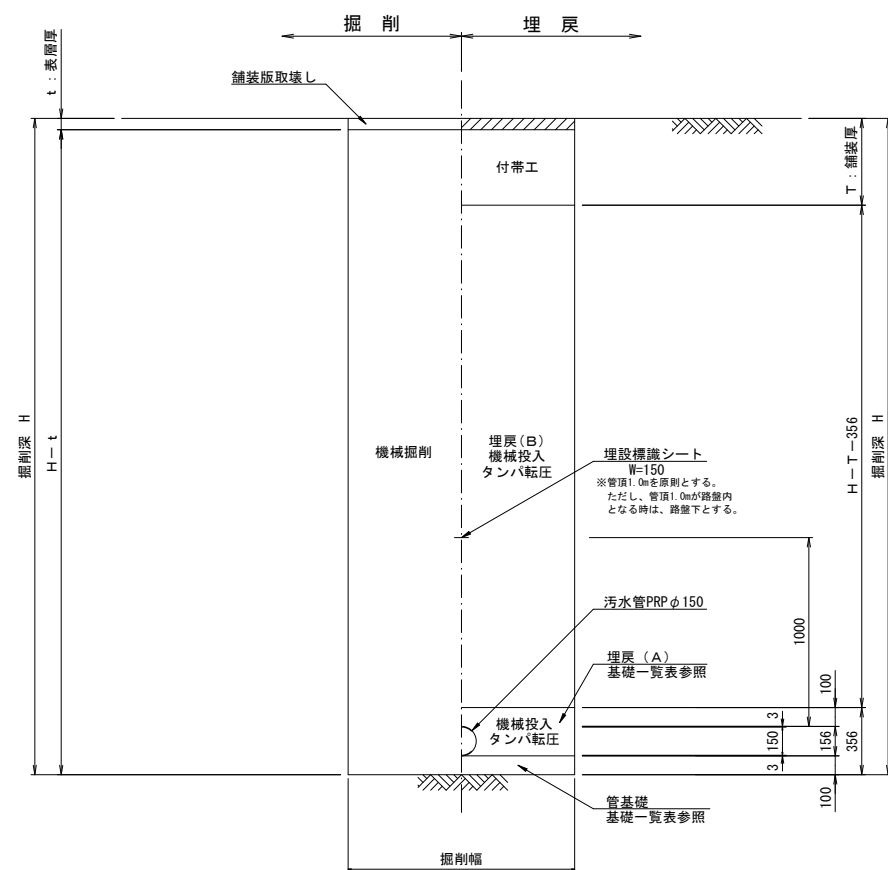 掘 削
埋 戻
t : 表層厚
舗装版取壊し
付帯工
T : 舗装厚
掘削深 H
H-t
機械掘削
埋戻(B)
機械投入
タンパ転圧
埋設標識シート
W=150
※管頂1.0mを原則とする。
ただし、管頂1.0mが路盤内
となる時は、路盤下とする。
H-T-356
掘削深 H
汚水管PRPφ150
1000
埋戻(A)
基礎一覧表参照
機械投入
タンパ転圧
100
3
150
156
356
3
100
管基礎
基礎一覧表参照
掘削幅